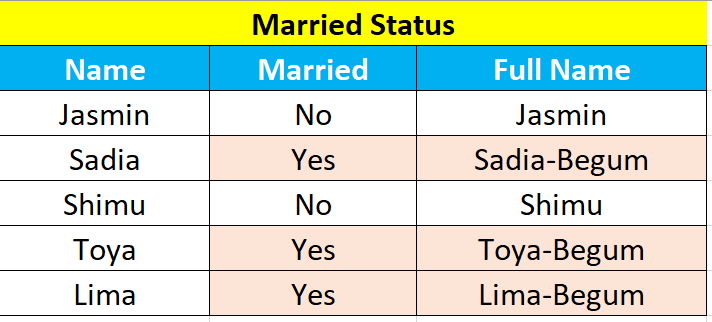 Married Status
Name Married Full Name
Jasmin No Jasmin
Sadia Yes Sadia-Begum
Shimu No Shimu
Toya Yes Toya-Begum
Lima Yes Lima-Begum